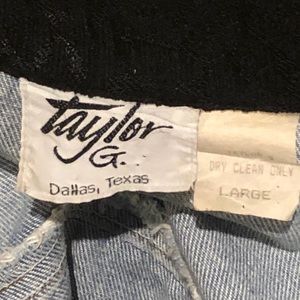 taylor
G.
Dallas, Texas
DRY CLEAN ONLY
LARGE